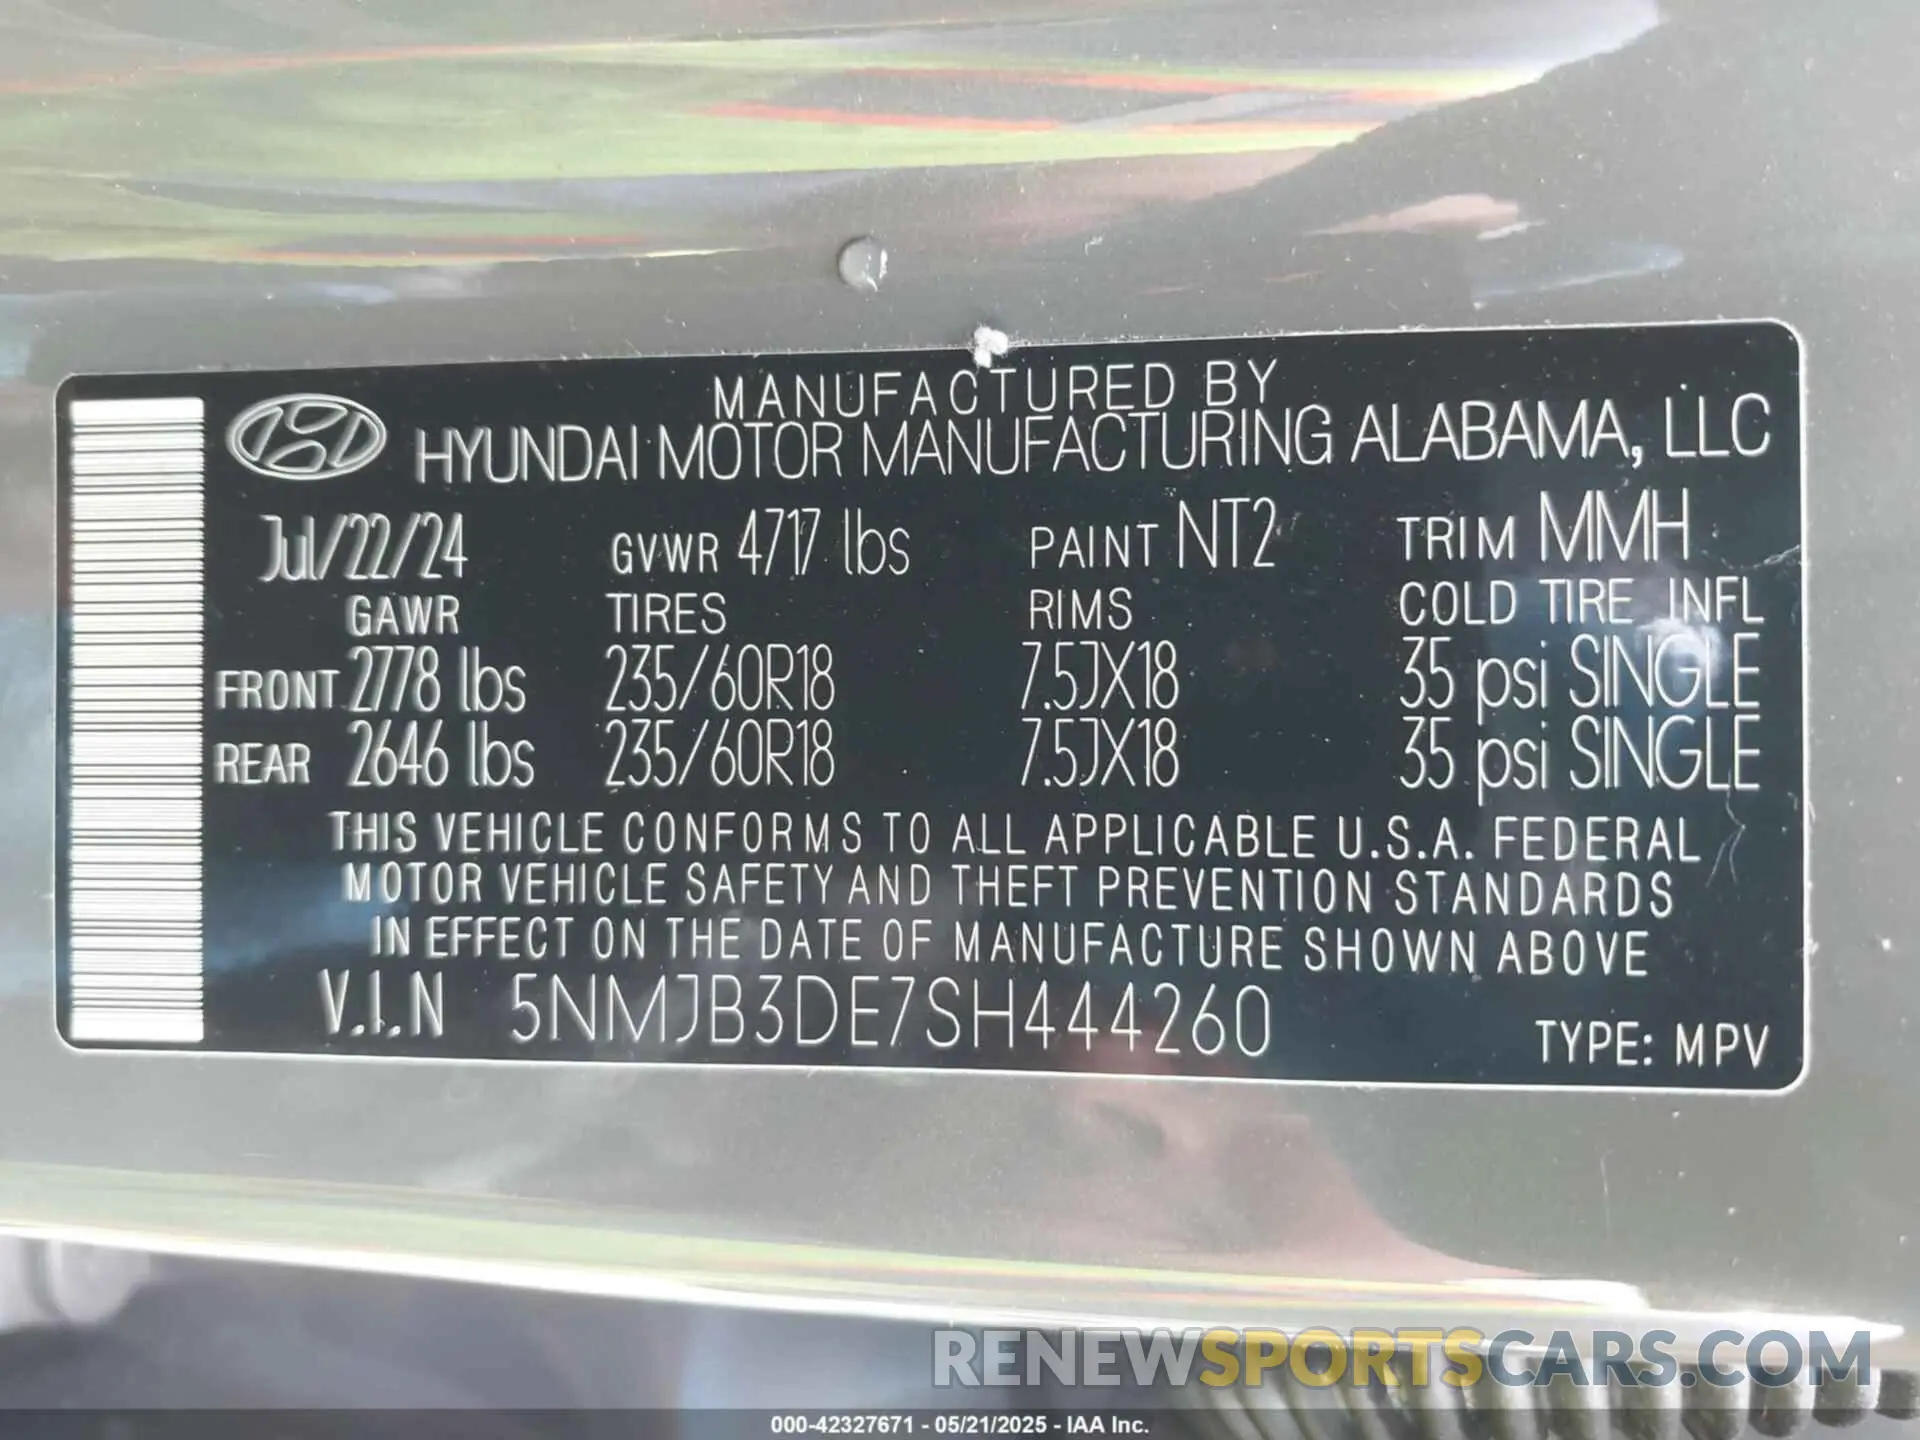 MANUFACTURED BY
HYUNDAI MOTOR MANUFACTURING ALABAMA, LLC
Jul/22/24 GVWR 4717 lbs PAINT NT2 TRIM MMH
GAWR TIRES RIMS COLD TIRE INFL
FRONT 2778 lbs 235/60R18 7.5JX18 35 psi SINGLE
REAR 2646 lbs 235/60R18 7.5JX18 35 psi SINGLE
THIS VEHICLE CONFORMS TO ALL APPLICABLE U.S.A. FEDERAL
MOTOR VEHICLE SAFETY AND THEFT PREVENTION STANDARDS
IN EFFECT ON THE DATE OF MANUFACTURE SHOWN ABOVE
V.I.N 5NMJB3DE7SH444260 TYPE: MPV
RENEWSPORTSCARS.COM
000-42327671 - 05/21/2025 - IAA Inc.